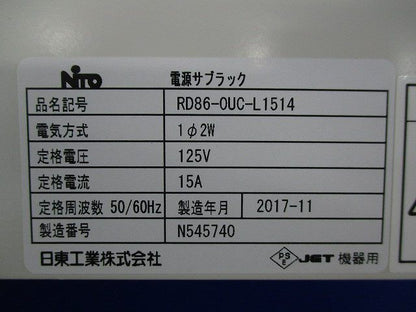 NITO 電源サブラック
品名記号 RD86-OUC-L1514
電気方式 1φ2W
定格電圧 125V
定格電流 15A
定格周波数 50/60Hz 製造年月 2017-11
製造番号 N545740
日東工業株式会社 PSE JET 機器用